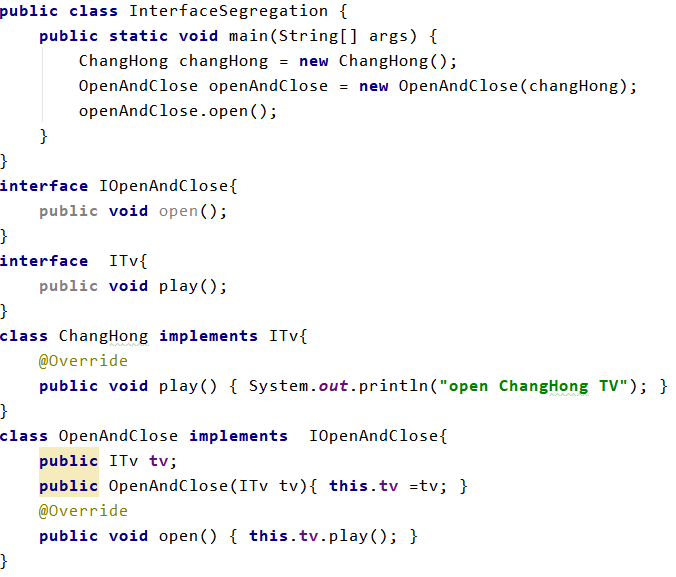 public class InterfaceSegregation {
    public static void main(String[] args) {
        ChangHong changHong = new ChangHong();
        OpenAndClose openAndClose = new OpenAndClose(changHong);
        openAndClose.open();
    }
}
interface IOpenAndClose{
    public void open();
}
interface  ITv{
    public void play();
}
class ChangHong implements ITv{
    @Override
    public void play() { System.out.println("open ChangHong TV"); }
}
class OpenAndClose implements  IOpenAndClose{
    public ITv tv;
    public OpenAndClose(ITv tv){ this.tv =tv; }
    @Override
    public void open() { this.tv.play(); }
}